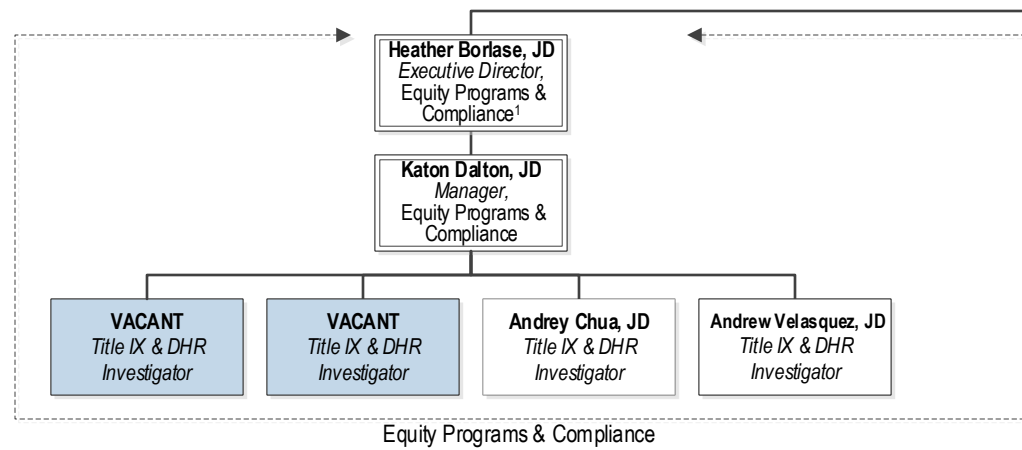 Heather Borlase, JD
Executive Director,
Equity Programs &
Compliance¹
Katon Dalton, JD
Manager,
Equity Programs &
Compliance
VACANT
Title IX & DHR
Investigator
VACANT
Title IX & DHR
Investigator
Andrey Chua, JD
Title IX & DHR
Investigator
Andrew Velasquez, JD
Title IX & DHR
Investigator
Equity Programs & Compliance